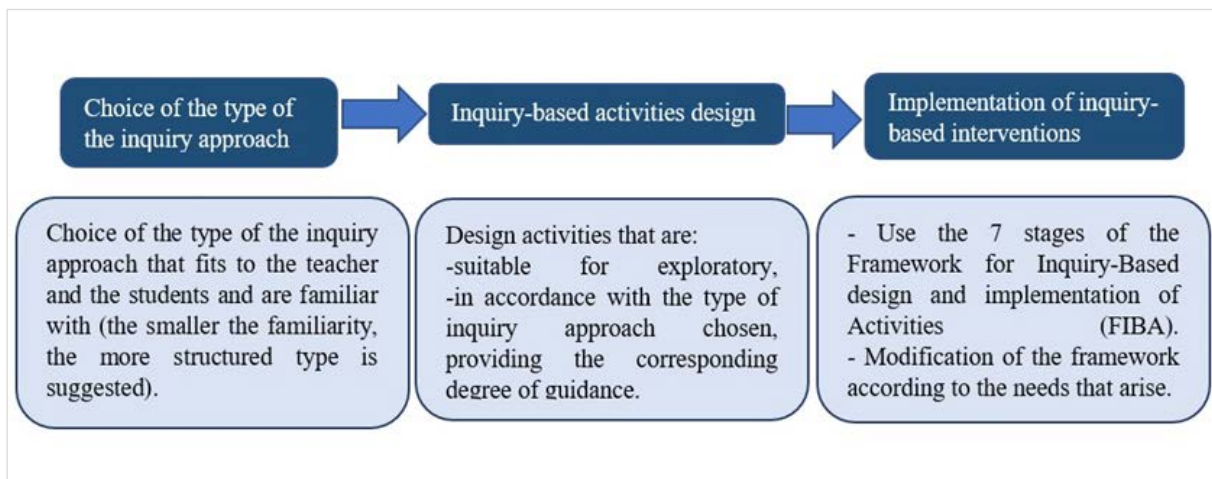 Choice of the type of
the inquiry approach
Inquiry-based activities design
Implementation of inquiry-
based interventions
Choice of the type of the inquiry
approach that fits to the teacher
and the students and are familiar
with (the smaller the familiarity,
the more structured type is
suggested).
Design activities that are:
-suitable for exploratory,
-in accordance with the type of
inquiry approach chosen,
providing the corresponding
degree of guidance.
- Use the 7 stages of the
Framework for Inquiry-Based
design and implementation of
Activities (FIBA).
- Modification of the framework
according to the needs that arise.